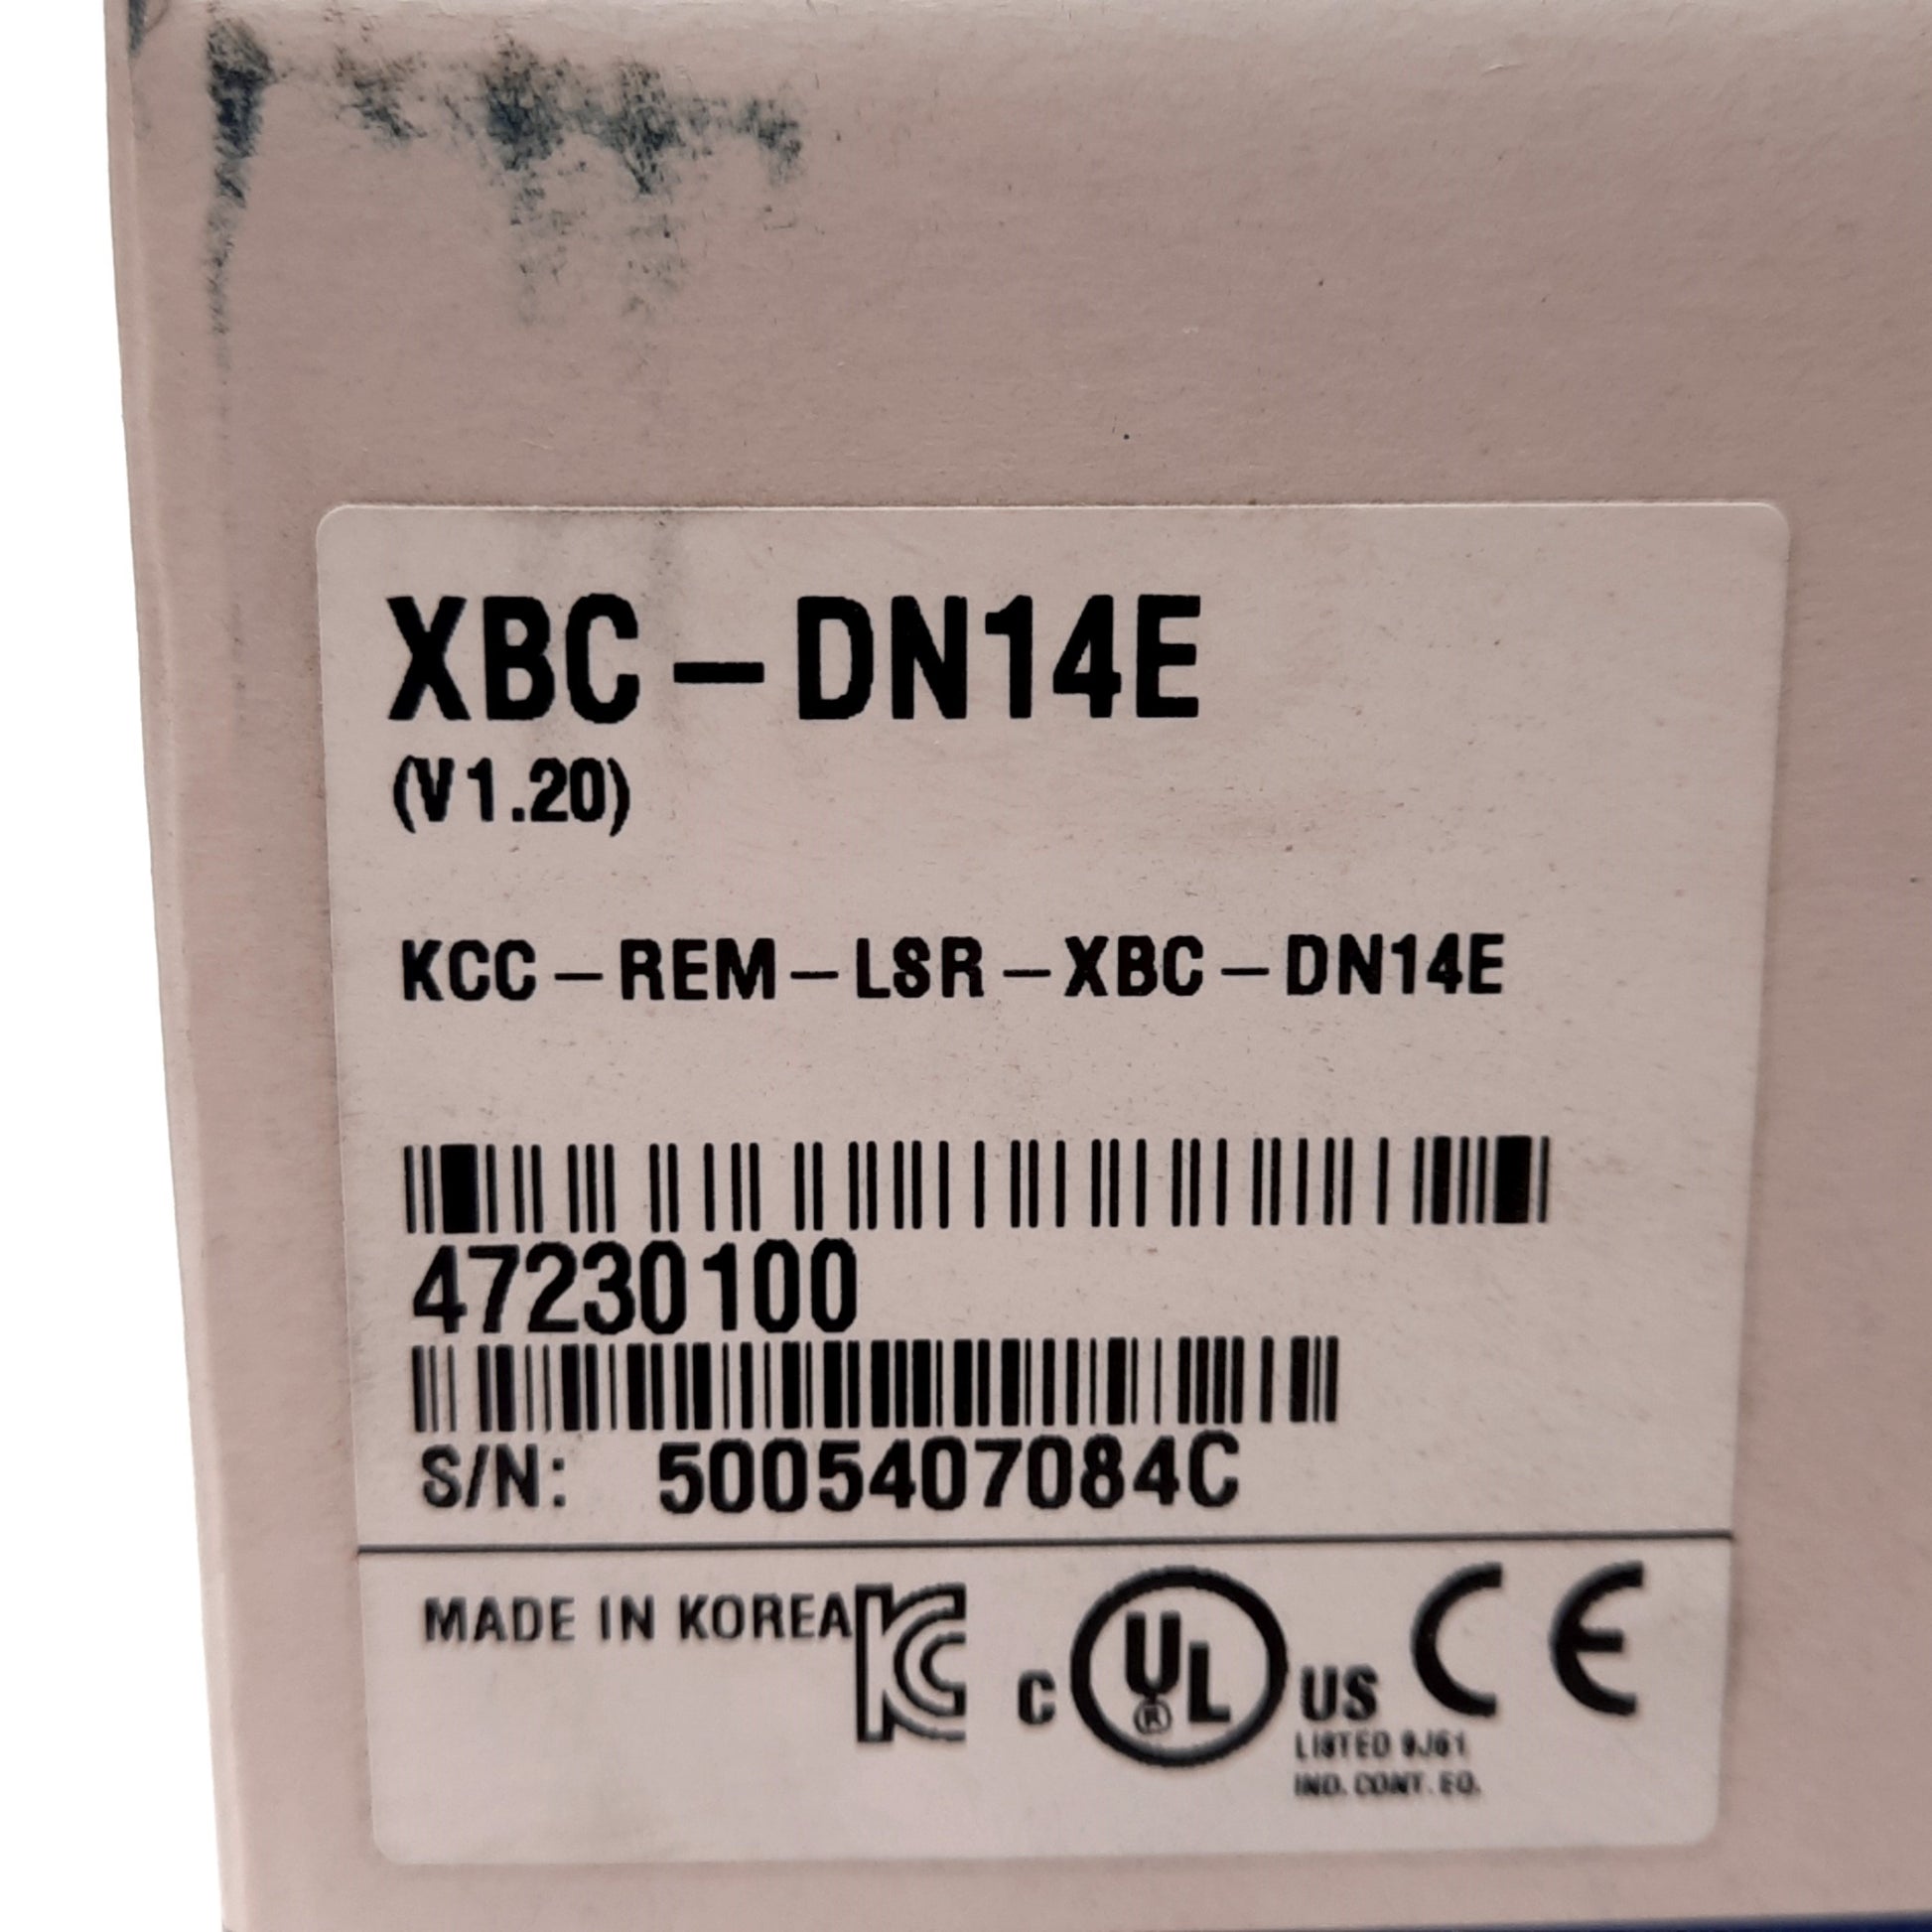 XBC-DN14E
(V1.20)
KCC-REM-LSR-XBC-DN14E
47230100
S/N: 5005407084C
MADE IN KOREA KC C UL® US CE
LISTED 9J61
IND. CONT. EQ.